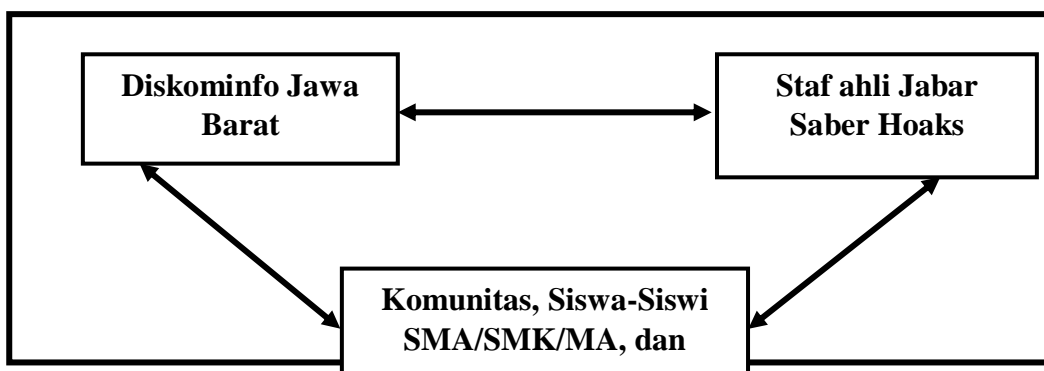 Diskominfo Jawa
Barat
Staf ahli Jabar
Saber Hoaks
Komunitas, Siswa-Siswi
SMA/SMK/MA, dan